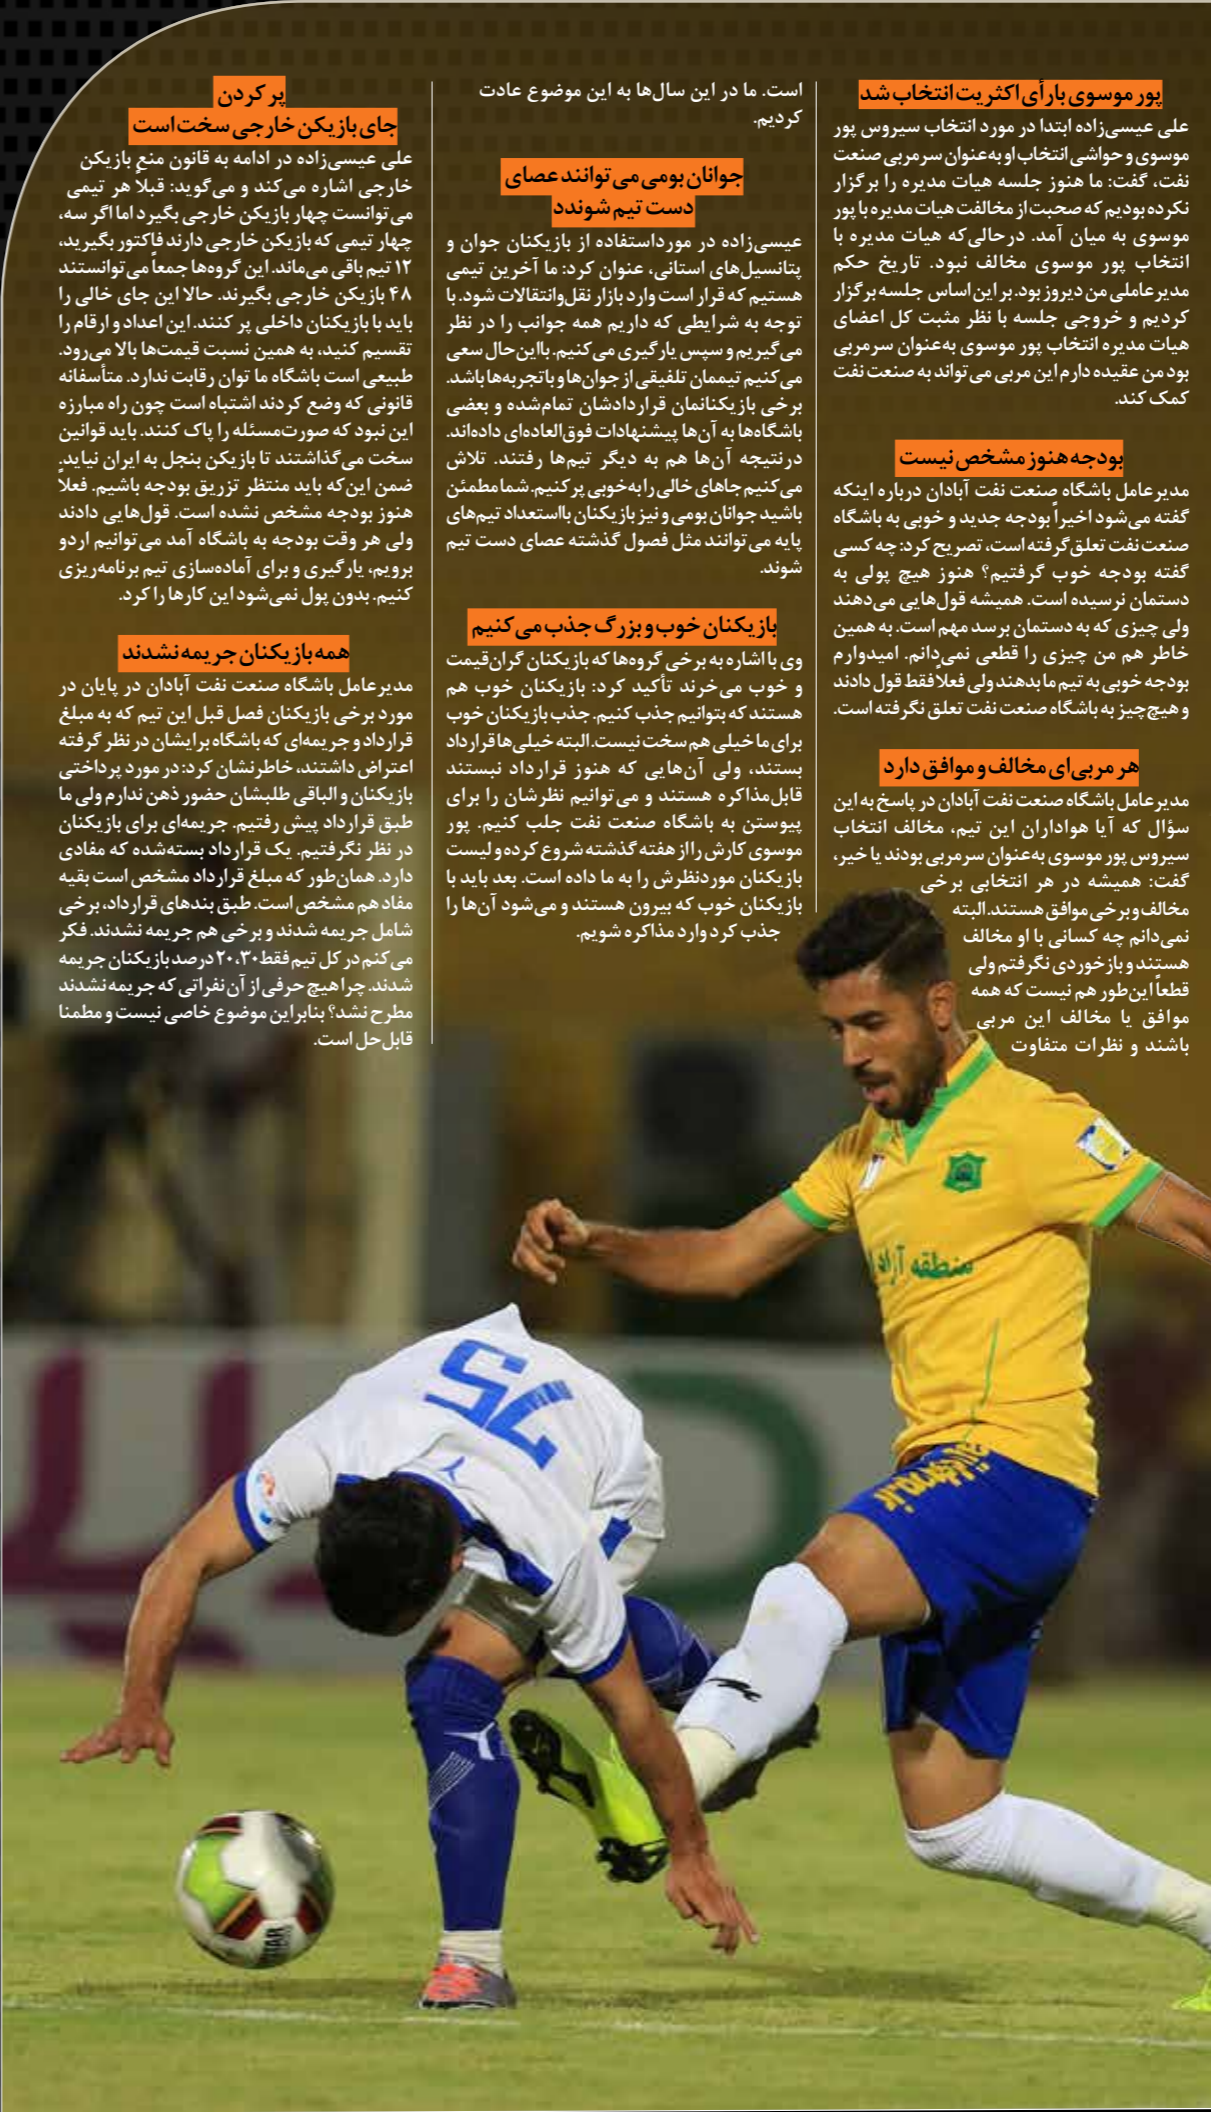 پور موسوی بارأی اکثریت انتخاب شد
علی عیسی‌زاده ابتدا در مورد انتخاب سیروس پور
موسوی و حواشی انتخاب او به‌عنوان سرمربی صنعت
نفت، گفت: ما هنوز جلسه هیات مدیره را برگزار
نکرده بودیم که صحبت از مخالفت هیات مدیره با پور
موسوی به میان آمد. درحالی‌که هیات مدیره با
انتخاب پور موسوی مخالف نبود. تاریخ حکم
مدیرعاملی من دیروز بود. بر این اساس جلسه برگزار
کردیم و خروجی جلسه با نظر مثبت کل اعضای
هیات مدیره انتخاب پور موسوی به‌عنوان سرمربی
بود من عقیده دارم این مربی می‌تواند به صنعت نفت
کمک کند.
بودجه هنوز مشخص نیست
مدیرعامل باشگاه صنعت نفت آبادان درباره اینکه
گفته می‌شود اخیراً بودجه جدید و خوبی به باشگاه
صنعت نفت تعلق گرفته است، تصریح کرد: چه کسی
گفته بودجه خوب گرفتیم؟ هنوز هیچ پولی به
دستمان نرسیده است. همیشه قول‌هایی می‌دهند
ولی چیزی که به دستمان برسد مهم است. به همین
خاطر هم من چیزی را قطعی نمی‌دانم. امیدوارم
بودجه خوبی به تیم ما بدهند ولی فعلاً فقط قول دادند
و هیچ‌چیز به باشگاه صنعت نفت تعلق نگرفته است.
هر مربی‌ای مخالف و موافق دارد
مدیرعامل باشگاه صنعت نفت آبادان در پاسخ به این
سؤال که آیا هواداران این تیم، مخالف انتخاب
سیروس پور موسوی به‌عنوان سرمربی بودند یا خیر،
گفت: همیشه در هر انتخابی برخی
مخالف و برخی موافق هستند. البته
نمی‌دانم چه کسانی با او مخالف
هستند و بازخوردی نگرفتم ولی
قطعاً این‌طور هم نیست که همه
موافق یا مخالف این مربی
باشند و نظرات متفاوت
است. ما در این سال‌ها به این موضوع عادت
کردیم.
جوانان بومی می‌توانند عصای
دست تیم شوندد
عیسی‌زاده در مورداستفاده از بازیکنان جوان و
پتانسیل‌های استانی، عنوان کرد: ما آخرین تیمی
هستیم که قرار است وارد بازار نقل‌وانتقالات شود. با
توجه به شرایطی که داریم همه جوانب را در نظر
می‌گیریم و سپس یارگیری می‌کنیم. بااین‌حال سعی
می‌کنیم تیممان تلفیقی از جوان‌ها و باتجربه‌ها باشد.
برخی بازیکنانمان قراردادشان تمام‌شده و بعضی
باشگاه‌ها به آن‌ها پیشنهادات فوق‌العاده‌ای داده‌اند.
درنتیجه آن‌ها هم به دیگر تیم‌ها رفتند. تلاش
می‌کنیم جاهای خالی را به‌خوبی پر کنیم. شما مطمئن
باشید جوانان بومی و نیز بازیکنان بااستعداد تیم‌های
پایه می‌توانند مثل فصول گذشته عصای دست تیم
شوند.
بازیکنان خوب و بزرگ جذب می‌کنیم
وی با اشاره به برخی گروه‌ها که بازیکنان گران‌قیمت
و خوب می‌خرند تأکید کرد: بازیکنان خوب هم
هستند که بتوانیم جذب کنیم. جذب بازیکنان خوب
برای ما خیلی هم سخت نیست. البته خیلی‌ها قرارداد
بستند، ولی آن‌هایی که هنوز قرارداد نبستند
قابل‌مذاکره هستند و می‌توانیم نظرشان را برای
پیوستن به باشگاه صنعت نفت جلب کنیم. پور
موسوی کارش را از هفته گذشته شروع کرده و لیست
بازیکنان موردنظرش را به ما داده است. بعد باید با
بازیکنان خوب که بیرون هستند و می‌شود آن‌ها را
جذب کرد وارد مذاکره شویم.
پر کردن
جای بازیکن خارجی سخت است
علی عیسی‌زاده در ادامه به قانون منع بازیکن
خارجی اشاره می‌کند و می‌گوید: قبلاً هر تیمی
می‌توانست چهار بازیکن خارجی بگیرد اما اگر سه،
چهار تیمی که بازیکن خارجی دارند فاکتور بگیرید،
۱۲ تیم باقی می‌ماند. این گروه‌ها جمعاً می‌توانستند
۴۸ بازیکن خارجی بگیرند. حالا این جای خالی را
باید با بازیکنان داخلی پر کنند. این اعداد و ارقام را
تقسیم کنید، به همین نسبت قیمت‌ها بالا می‌رود.
طبیعی است باشگاه ما توان رقابت ندارد. متأسفانه
قانونی که وضع کردند اشتباه است چون راه مبارزه
این نبود که صورت‌مسئله را پاک کنند. باید قوانین
سخت می‌گذاشتند تا بازیکن بنجل به ایران نیاید.
ضمن این‌که باید منتظر تزریق بودجه باشیم. فعلاً
هنوز بودجه مشخص نشده است. قول‌هایی دادند
ولی هر وقت بودجه به باشگاه آمد می‌توانیم اردو
برویم، یارگیری و برای آماده‌سازی تیم برنامه‌ریزی
کنیم. بدون پول نمی‌شود این کارها را کرد.
همه بازیکنان جریمه نشدند
مدیرعامل باشگاه صنعت نفت آبادان در پایان در
مورد برخی بازیکنان فصل قبل این تیم که به مبلغ
قرارداد و جریمه‌ای که باشگاه برایشان در نظر گرفته
اعتراض داشتند، خاطرنشان کرد: در مورد پرداختی
بازیکنان و الباقی طلبشان حضور ذهن ندارم ولی ما
طبق قرارداد پیش رفتیم. جریمه‌ای برای بازیکنان
در نظر نگرفتیم. یک قرارداد بسته‌شده که مفادی
دارد. همان‌طور که مبلغ قرارداد مشخص است بقیه
مفاد هم مشخص است. طبق بندهای قرارداد، برخی
شامل جریمه شدند و برخی هم جریمه نشدند. فکر
می‌کنم در کل تیم فقط ۲۰،۳۰ درصد بازیکنان جریمه
شدند. چرا هیچ حرفی از آن نفراتی که جریمه نشدند
مطرح نشد؟ بنابراین موضوع خاصی نیست و مطمنا
قابل‌حل است.
منطقه آزاد
75